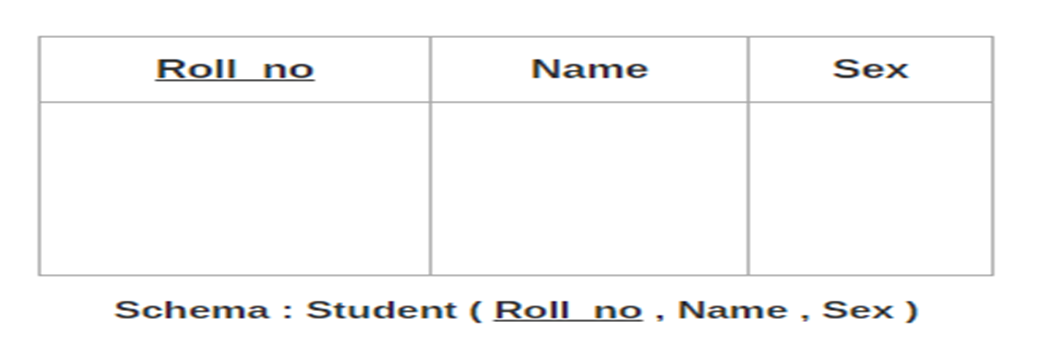 Roll_no Name Sex
Schema : Student ( Roll_no , Name , Sex )